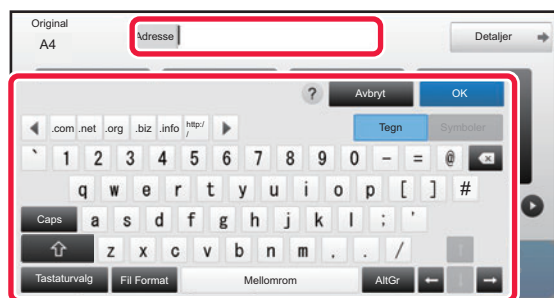 Original
A4
Adresse
Detaljer
?
Avbryt
OK
.com .net .org .biz .info http:/
/
Tegn
Symboler
` 1 2 3 4 5 6 7 8 9 0 - = @
q w e r t y u i o p [ ] #
Caps a s d f g h j k l ; '
z x c v b n m . . /
Tastaturvalg Fil Format Mellomrom AltGr